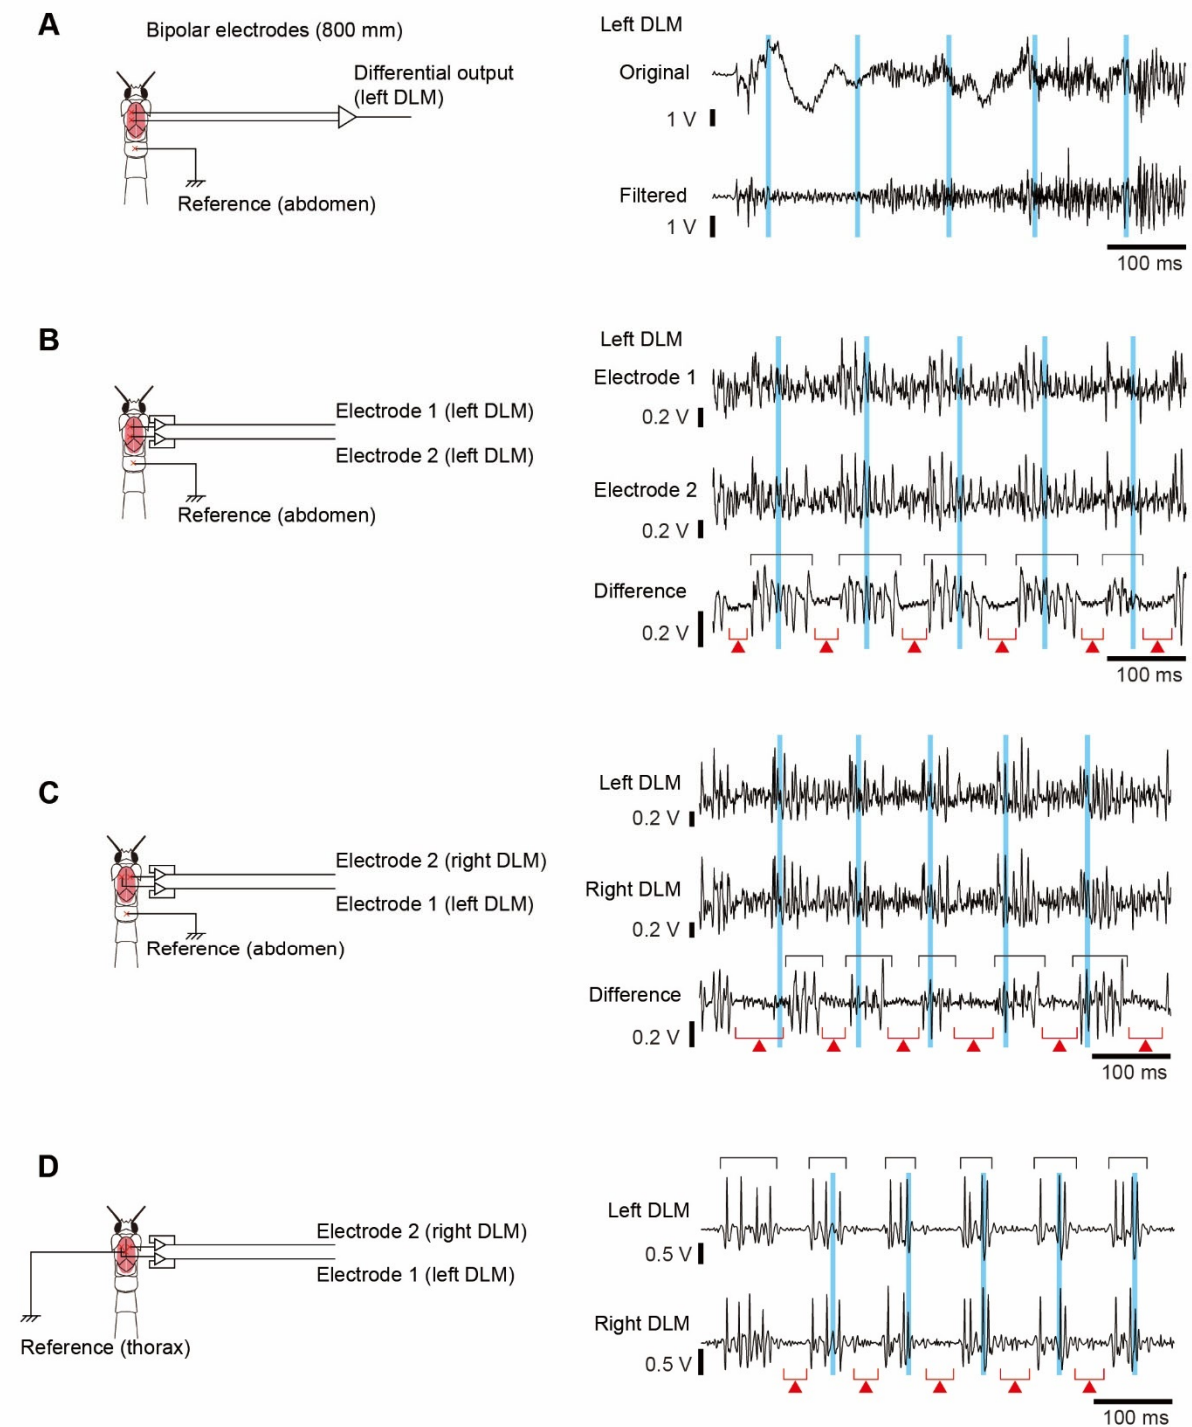 A
Bipolar electrodes (800 mm)
Differential output
(left DLM)
Reference (abdomen)
Left DLM
Original
1 V
Filtered
1 V
100 ms
B
Electrode 1 (left DLM)
Electrode 2 (left DLM)
Reference (abdomen)
Left DLM
Electrode 1
0.2 V
Electrode 2
0.2 V
Difference
0.2 V
100 ms
C
Electrode 2 (right DLM)
Electrode 1 (left DLM)
Reference (abdomen)
Left DLM
0.2 V
Right DLM
0.2 V
Difference
0.2 V
100 ms
D
Electrode 2 (right DLM)
Electrode 1 (left DLM)
Reference (thorax)
Left DLM
0.5 V
Right DLM
0.5 V
100 ms